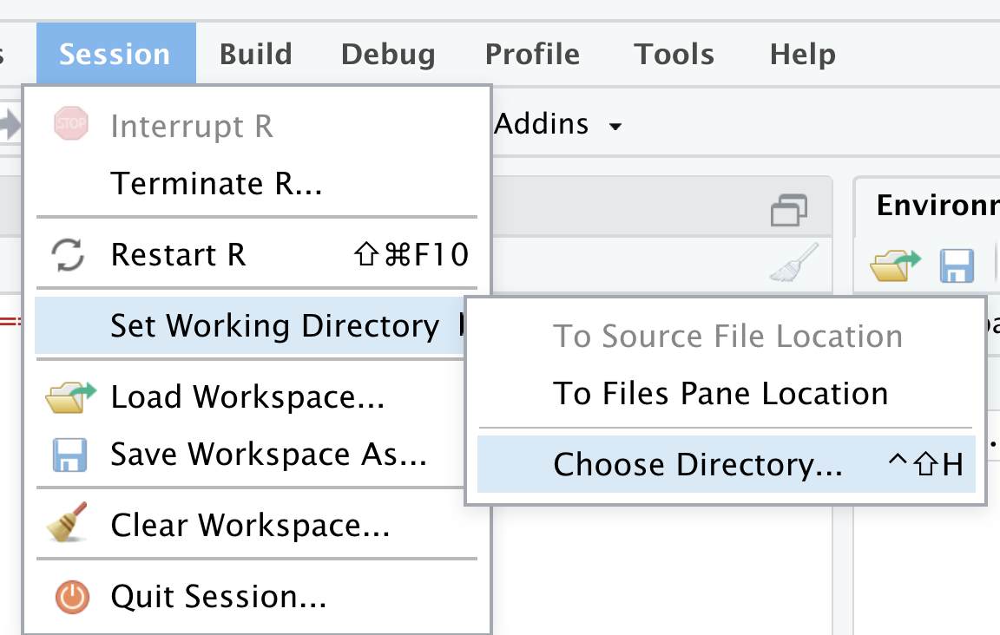 Session Build Debug Profile Tools Help
STOP Interrupt R
Addins
Terminate R...
Restart R ⇧⌘F10
Set Working Directory
To Source File Location
To Files Pane Location
Choose Directory... ^⇧H
Load Workspace...
Save Workspace As...
Clear Workspace...
Quit Session...